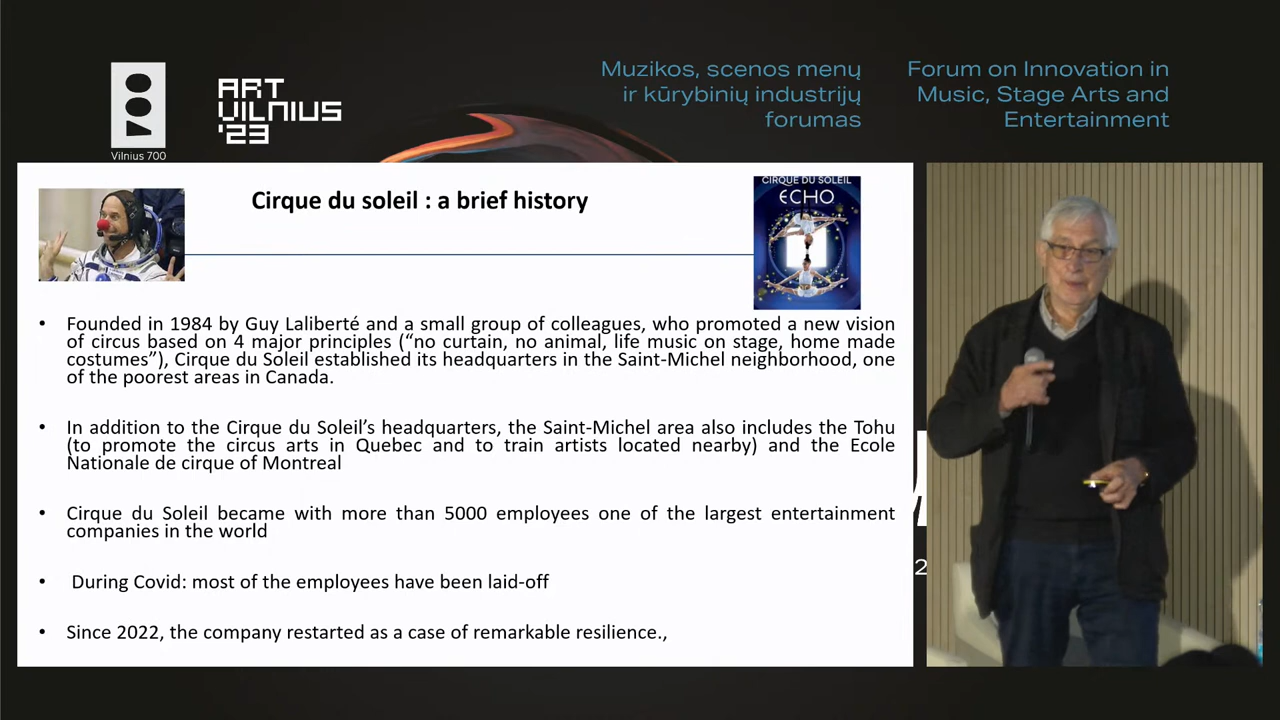 Vilnius 700
ART
VILNIUS
'23
Muzikos, scenos menų
ir kūrybinių industrijų
forumas
Forum on Innovation in
Music, Stage Arts and
Entertainment
Cirque du soleil : a brief history
CIRQUE DU SOLEIL
ECHO
• Founded in 1984 by Guy Laliberté and a small group of colleagues, who promoted a new vision
of circus based on 4 major principles (“no curtain, no animal, life music on stage, home made
costumes”), Cirque du Soleil established its headquarters in the Saint-Michel neighborhood, one
of the poorest areas in Canada.
• In addition to the Cirque du Soleil’s headquarters, the Saint-Michel area also includes the Tohu
(to promote the circus arts in Quebec and to train artists located nearby) and the Ecole
Nationale de cirque of Montreal
• Cirque du Soleil became with more than 5000 employees one of the largest entertainment
companies in the world
• During Covid: most of the employees have been laid-off
• Since 2022, the company restarted as a case of remarkable resilience.,
2